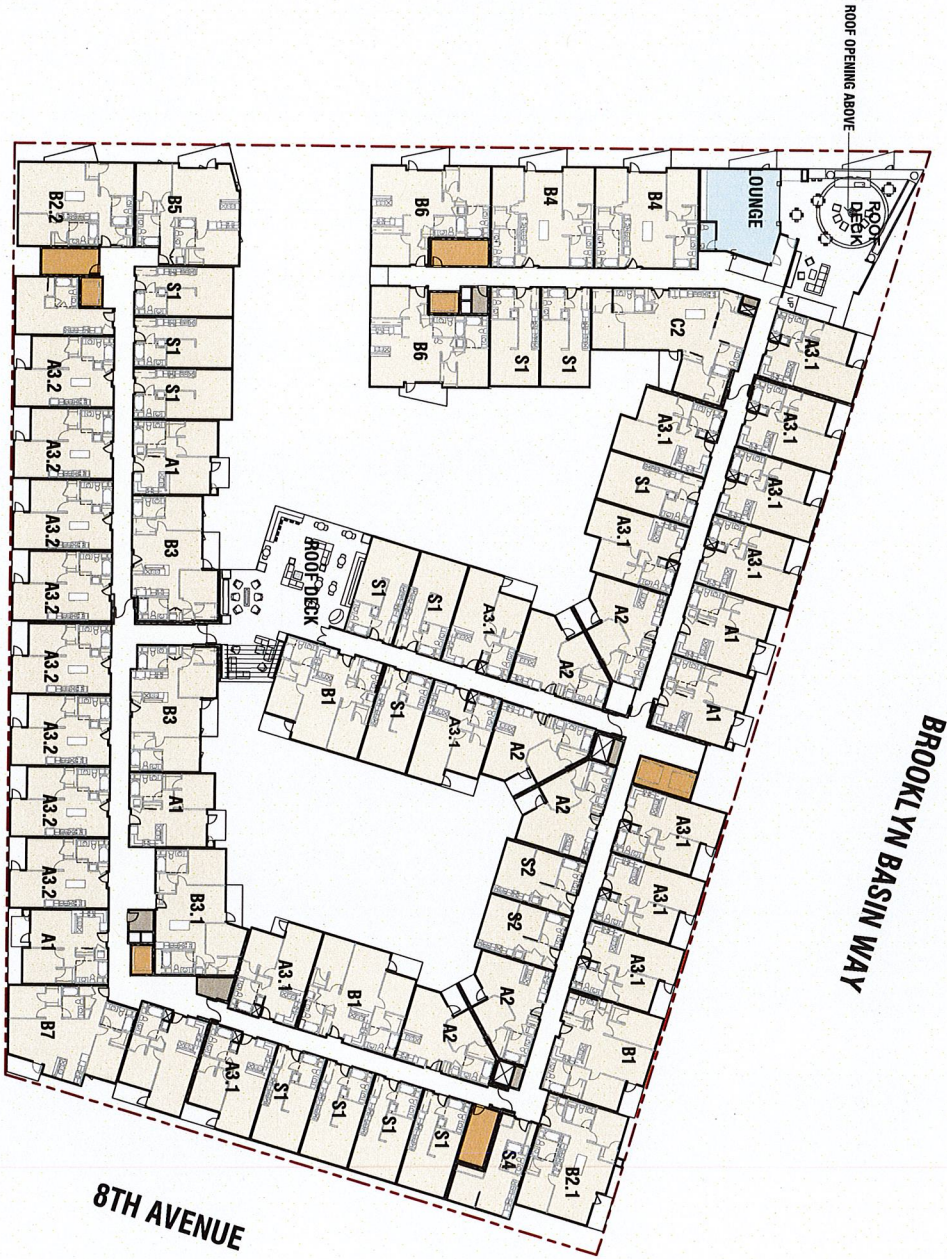 ROOF OPENING ABOVE
ROOF
DECK
LOUNGE
B2.2
B5
B6
B4
B4
S1
S1
S1
A1
B3
A3.2
A3.2
A3.2
A3.2
A3.2
A3.2
A3.2
A3.2
A1
B7
B6
S1
S1
C2
UP
A3.1
A3.1
A3.1
A3.1
A1
A1
A3.1
S1
A3.1
A2
A2
ROOF DECK
S1
S1
A3.1
B1
S1
A3.1
A2
A2
B3
A1
B3.1
S2
S2
A3.1
A3.1
A3.1
B1
B2.1
A3.1
B1
A2
A2
A3.1
S1
S1
S1
S1
S4
BROOKLYN BASIN WAY
8TH AVENUE